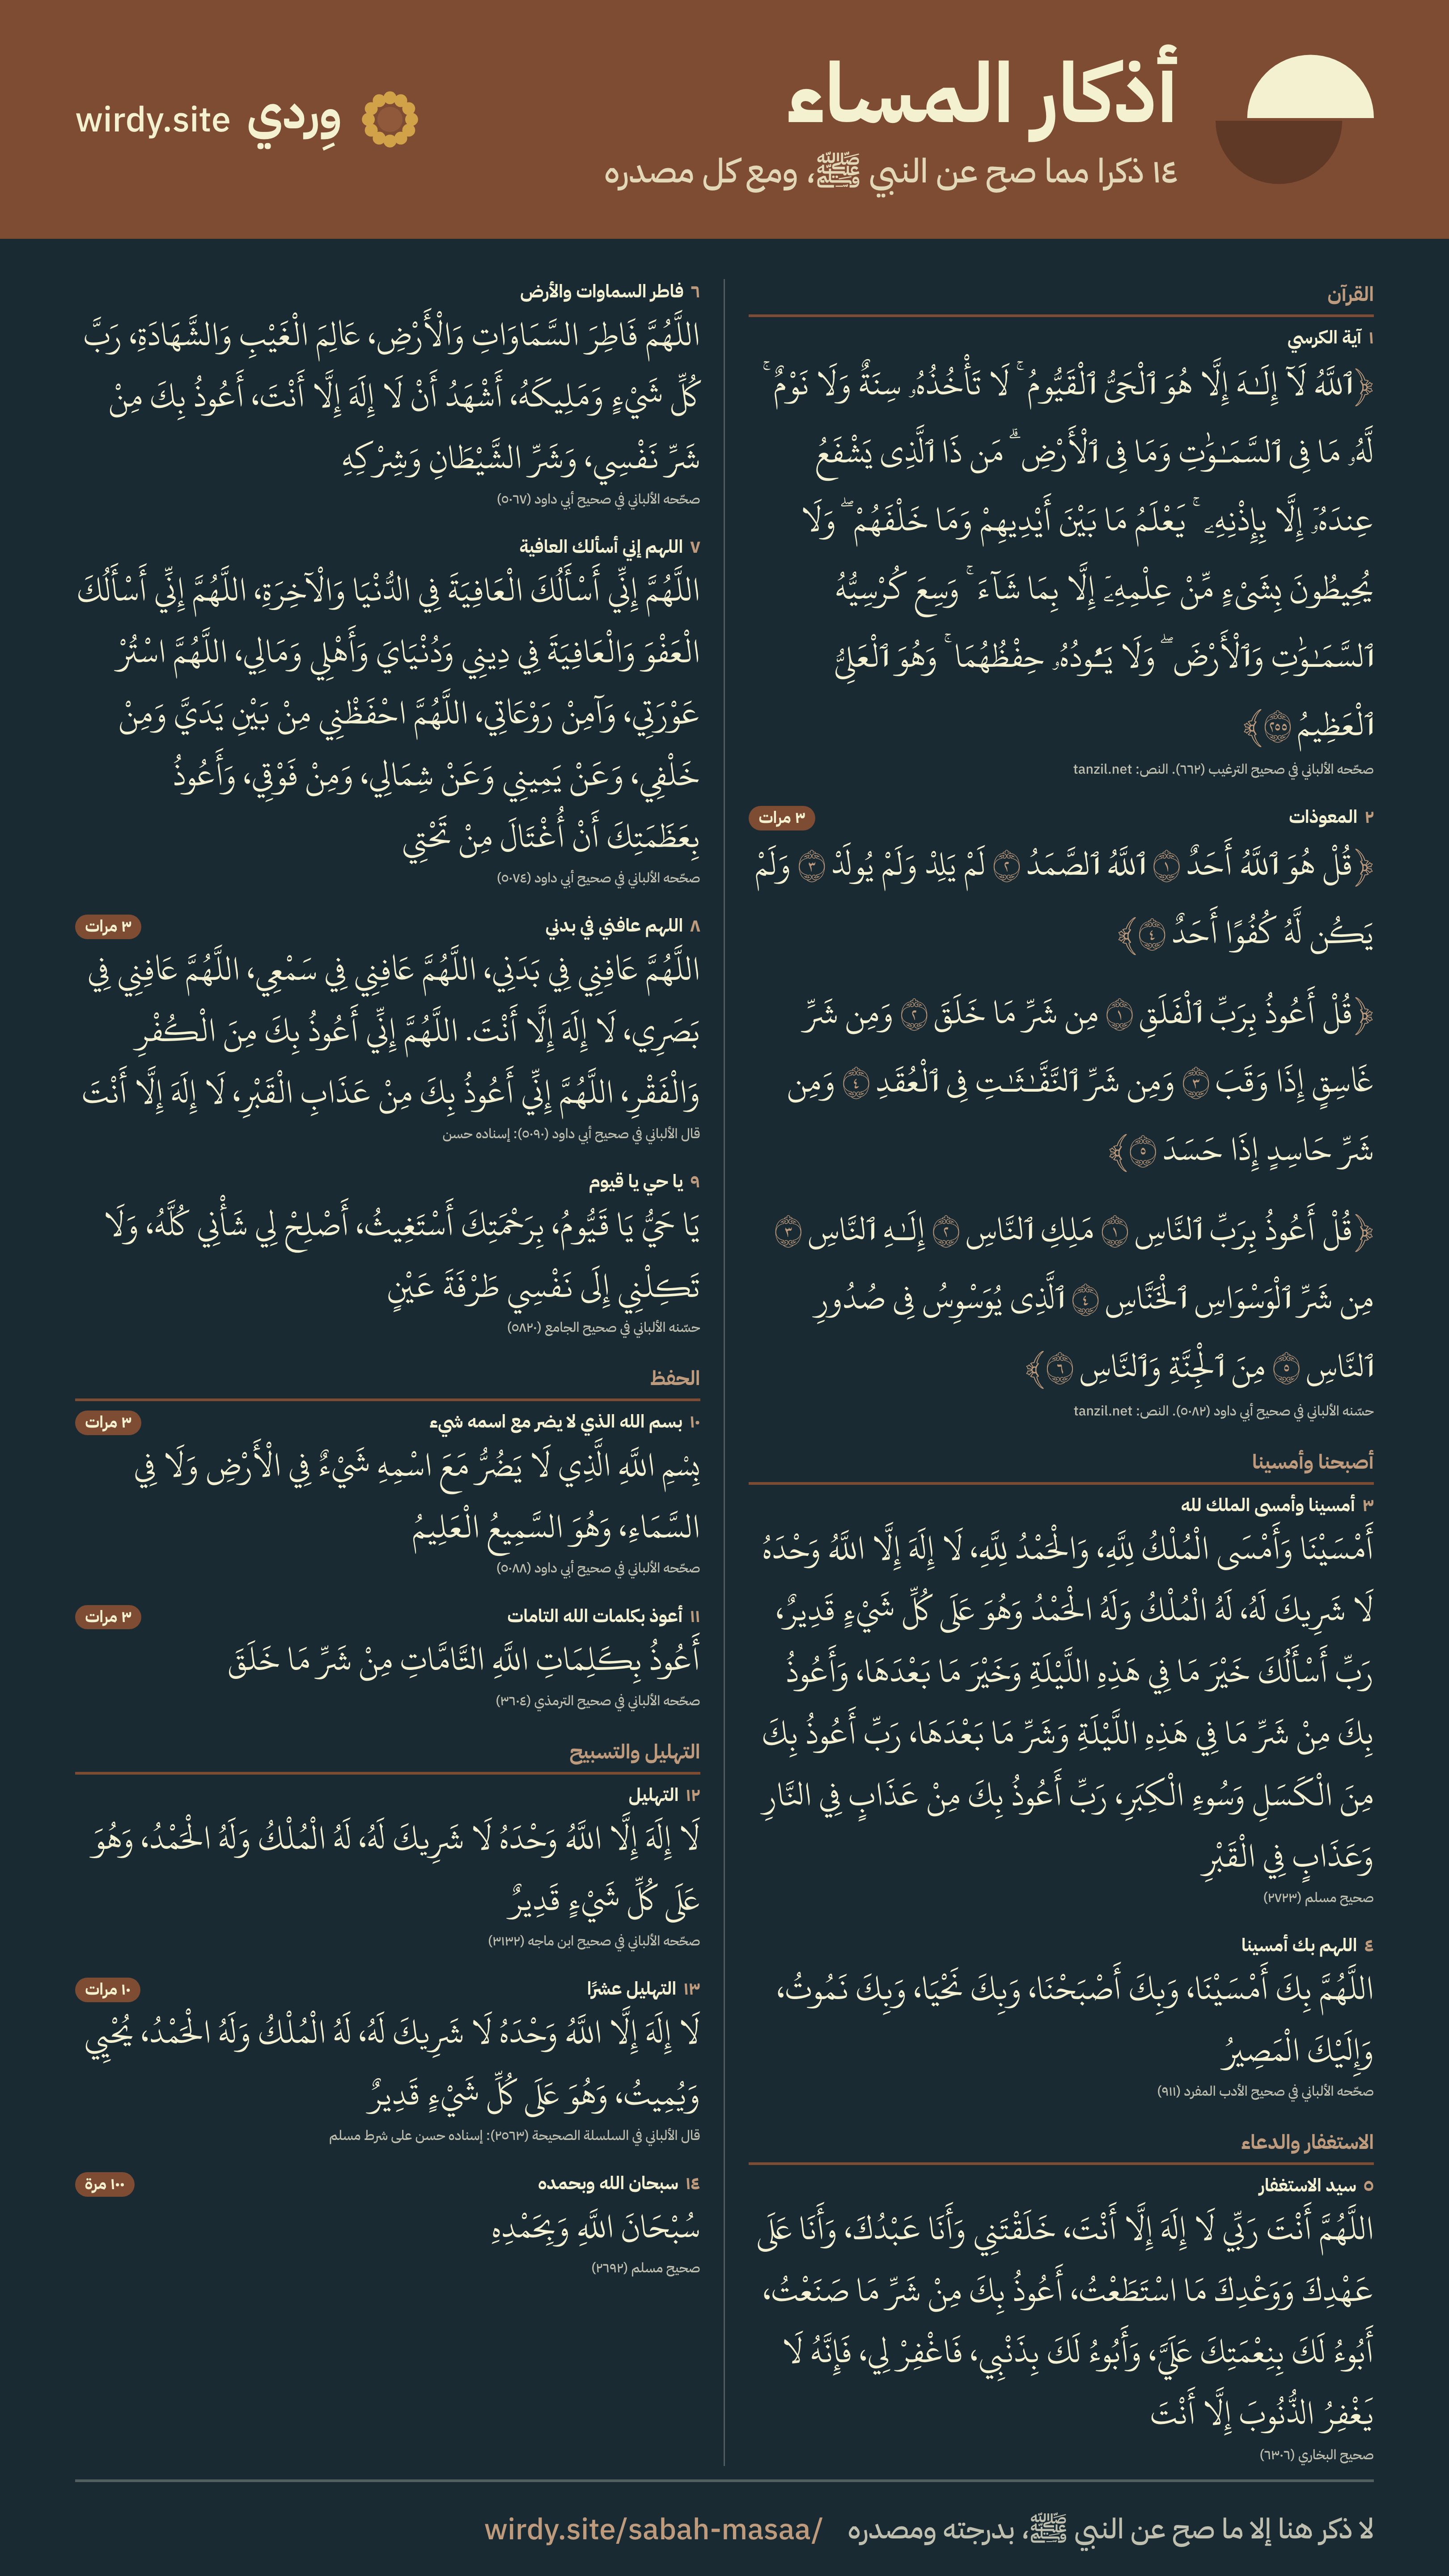 أذكار المساء
١٤ ذكرا مما صح عن النبي ﷺ، ومع كل مصدره
وِردي wirdy.site
القرآن
١ آية الكرسي
﴿ٱللَّهُ لَآ إِلَـٰهَ إِلَّا هُوَ ٱلْحَىُّ ٱلْقَيُّومُ ۚ لَا تَأْخُذُهُۥ سِنَةٌ وَلَا نَوْمٌ ۚ
لَّهُۥ مَا فِى ٱلسَّمَـٰوَٰتِ وَمَا فِى ٱلْأَرْضِ ۗ مَن ذَا ٱلَّذِى يَشْفَعُ
عِندَهُۥٓ إِلَّا بِإِذْنِهِۦ ۚ يَعْلَمُ مَا بَيْنَ أَيْدِيهِمْ وَمَا خَلْفَهُمْ ۖ وَلَا
يُحِيطُونَ بِشَىْءٍ مِّنْ عِلْمِهِۦٓ إِلَّا بِمَا شَآءَ ۚ وَسِعَ كُرْسِيُّهُ
ٱلسَّمَـٰوَٰتِ وَٱلْأَرْضَ ۖ وَلَا يَـُٔودُهُۥ حِفْظُهُمَا ۚ وَهُوَ ٱلْعَلِىُّ
ٱلْعَظِيمُ ٢٥٥﴾
صحّحه الألباني في صحيح الترغيب (٦٦٢). النص: tanzil.net
٢ المعوذات ٣ مرات
﴿قُلْ هُوَ ٱللَّهُ أَحَدٌ ١ ٱللَّهُ ٱلصَّمَدُ ٢ لَمْ يَلِدْ وَلَمْ يُولَدْ ٣ وَلَمْ
يَكُن لَّهُ كُفُوًا أَحَدٌ ٤﴾
﴿قُلْ أَعُوذُ بِرَبِّ ٱلْفَلَقِ ١ مِن شَرِّ مَا خَلَقَ ٢ وَمِن شَرِّ
غَاسِقٍ إِذَا وَقَبَ ٣ وَمِن شَرِّ ٱلنَّفَّـٰثَـٰتِ فِى ٱلْعُقَدِ ٤ وَمِن
شَرِّ حَاسِدٍ إِذَا حَسَدَ ٥﴾
﴿قُلْ أَعُوذُ بِرَبِّ ٱلنَّاسِ ١ مَلِكِ ٱلنَّاسِ ٢ إِلَـٰهِ ٱلنَّاسِ ٣
مِن شَرِّ ٱلْوَسْوَاسِ ٱلْخَنَّاسِ ٤ ٱلَّذِى يُوَسْوِسُ فِى صُدُورِ
ٱلنَّاسِ ٥ مِنَ ٱلْجِنَّةِ وَٱلنَّاسِ ٦﴾
حسّنه الألباني في صحيح أبي داود (٥٠٨٢). النص: tanzil.net
أصبحنا وأمسينا
٣ أمسينا وأمسى الملك لله
أَمْسَيْنَا وَأَمْسَى الْمُلْكُ لِلَّهِ، وَالْحَمْدُ لِلَّهِ، لَا إِلَهَ إِلَّا اللَّهُ وَحْدَهُ
لَا شَرِيكَ لَهُ، لَهُ الْمُلْكُ وَلَهُ الْحَمْدُ وَهُوَ عَلَى كُلِّ شَيْءٍ قَدِيرٌ،
رَبِّ أَسْأَلُكَ خَيْرَ مَا فِي هَذِهِ اللَّيْلَةِ وَخَيْرَ مَا بَعْدَهَا، وَأَعُوذُ
بِكَ مِنْ شَرِّ مَا فِي هَذِهِ اللَّيْلَةِ وَشَرِّ مَا بَعْدَهَا، رَبِّ أَعُوذُ بِكَ
مِنَ الْكَسَلِ وَسُوءِ الْكِبَرِ، رَبِّ أَعُوذُ بِكَ مِنْ عَذَابٍ فِي النَّارِ
وَعَذَابٍ فِي الْقَبْرِ
صحيح مسلم (٢٧٢٣)
٤ اللهم بك أمسينا
اللَّهُمَّ بِكَ أَمْسَيْنَا، وَبِكَ أَصْبَحْنَا، وَبِكَ نَحْيَا، وَبِكَ نَمُوتُ،
وَإِلَيْكَ الْمَصِيرُ
صحّحه الألباني في صحيح الأدب المفرد (٩١١)
الاستغفار والدعاء
٥ سيد الاستغفار
اللَّهُمَّ أَنْتَ رَبِّي لَا إِلَهَ إِلَّا أَنْتَ، خَلَقْتَنِي وَأَنَا عَبْدُكَ، وَأَنَا عَلَى
عَهْدِكَ وَوَعْدِكَ مَا اسْتَطَعْتُ، أَعُوذُ بِكَ مِنْ شَرِّ مَا صَنَعْتُ،
أَبُوءُ لَكَ بِنِعْمَتِكَ عَلَيَّ، وَأَبُوءُ لَكَ بِذَنْبِي، فَاغْفِرْ لِي، فَإِنَّهُ لَا
يَغْفِرُ الذُّنُوبَ إِلَّا أَنْتَ
صحيح البخاري (٦٣٠٦)
٦ فاطر السماوات والأرض
اللَّهُمَّ فَاطِرَ السَّمَاوَاتِ وَالْأَرْضِ، عَالِمَ الْغَيْبِ وَالشَّهَادَةِ، رَبَّ
كُلِّ شَيْءٍ وَمَلِيكَهُ، أَشْهَدُ أَنْ لَا إِلَهَ إِلَّا أَنْتَ، أَعُوذُ بِكَ مِنْ
شَرِّ نَفْسِي، وَشَرِّ الشَّيْطَانِ وَشِرْكِهِ
صحّحه الألباني في صحيح أبي داود (٥٠٦٧)
٧ اللهم إني أسألك العافية
اللَّهُمَّ إِنِّي أَسْأَلُكَ الْعَافِيَةَ فِي الدُّنْيَا وَالْآخِرَةِ، اللَّهُمَّ إِنِّي أَسْأَلُكَ
الْعَفْوَ وَالْعَافِيَةَ فِي دِينِي وَدُنْيَايَ وَأَهْلِي وَمَالِي، اللَّهُمَّ اسْتُرْ
عَوْرَتِي، وَآمِنْ رَوْعَاتِي، اللَّهُمَّ احْفَظْنِي مِنْ بَيْنِ يَدَيَّ وَمِنْ
خَلْفِي، وَعَنْ يَمِينِي وَعَنْ شِمَالِي، وَمِنْ فَوْقِي، وَأَعُوذُ
بِعَظَمَتِكَ أَنْ أُغْتَالَ مِنْ تَحْتِي
صحّحه الألباني في صحيح أبي داود (٥٠٧٤)
٨ اللهم عافني في بدني ٣ مرات
اللَّهُمَّ عَافِنِي فِي بَدَنِي، اللَّهُمَّ عَافِنِي فِي سَمْعِي، اللَّهُمَّ عَافِنِي فِي
بَصَرِي، لَا إِلَهَ إِلَّا أَنْتَ. اللَّهُمَّ إِنِّي أَعُوذُ بِكَ مِنَ الْكُفْرِ
وَالْفَقْرِ، اللَّهُمَّ إِنِّي أَعُوذُ بِكَ مِنْ عَذَابِ الْقَبْرِ، لَا إِلَهَ إِلَّا أَنْتَ
قال الألباني في صحيح أبي داود (٥٠٩٠): إسناده حسن
٩ يا حي يا قيوم
يَا حَيُّ يَا قَيُّومُ، بِرَحْمَتِكَ أَسْتَغِيثُ، أَصْلِحْ لِي شَأْنِي كُلَّهُ، وَلَا
تَكِلْنِي إِلَى نَفْسِي طَرْفَةَ عَيْنٍ
حسّنه الألباني في صحيح الجامع (٥٨٢٠)
الحفظ
١٠ بسم الله الذي لا يضر مع اسمه شيء ٣ مرات
بِسْمِ اللَّهِ الَّذِي لَا يَضُرُّ مَعَ اسْمِهِ شَيْءٌ فِي الْأَرْضِ وَلَا فِي
السَّمَاءِ، وَهُوَ السَّمِيعُ الْعَلِيمُ
صحّحه الألباني في صحيح أبي داود (٥٠٨٨)
١١ أعوذ بكلمات الله التامات ٣ مرات
أَعُوذُ بِكَلِمَاتِ اللَّهِ التَّامَّاتِ مِنْ شَرِّ مَا خَلَقَ
صحّحه الألباني في صحيح الترمذي (٣٦٠٤)
التهليل والتسبيح
١٢ التهليل
لَا إِلَهَ إِلَّا اللَّهُ وَحْدَهُ لَا شَرِيكَ لَهُ، لَهُ الْمُلْكُ وَلَهُ الْحَمْدُ، وَهُوَ
عَلَى كُلِّ شَيْءٍ قَدِيرٌ
صحّحه الألباني في صحيح ابن ماجه (٣١٣٢)
١٣ التهليل عشرًا ١٠ مرات
لَا إِلَهَ إِلَّا اللَّهُ وَحْدَهُ لَا شَرِيكَ لَهُ، لَهُ الْمُلْكُ وَلَهُ الْحَمْدُ، يُحْيِي
وَيُمِيتُ، وَهُوَ عَلَى كُلِّ شَيْءٍ قَدِيرٌ
قال الألباني في السلسلة الصحيحة (٢٥٦٣): إسناده حسن على شرط مسلم
١٤ سبحان الله وبحمده ١٠٠ مرة
سُبْحَانَ اللَّهِ وَبِحَمْدِهِ
صحيح مسلم (٢٦٩٢)
لا ذكر هنا إلا ما صح عن النبي ﷺ، بدرجته ومصدره wirdy.site/sabah-masaa/